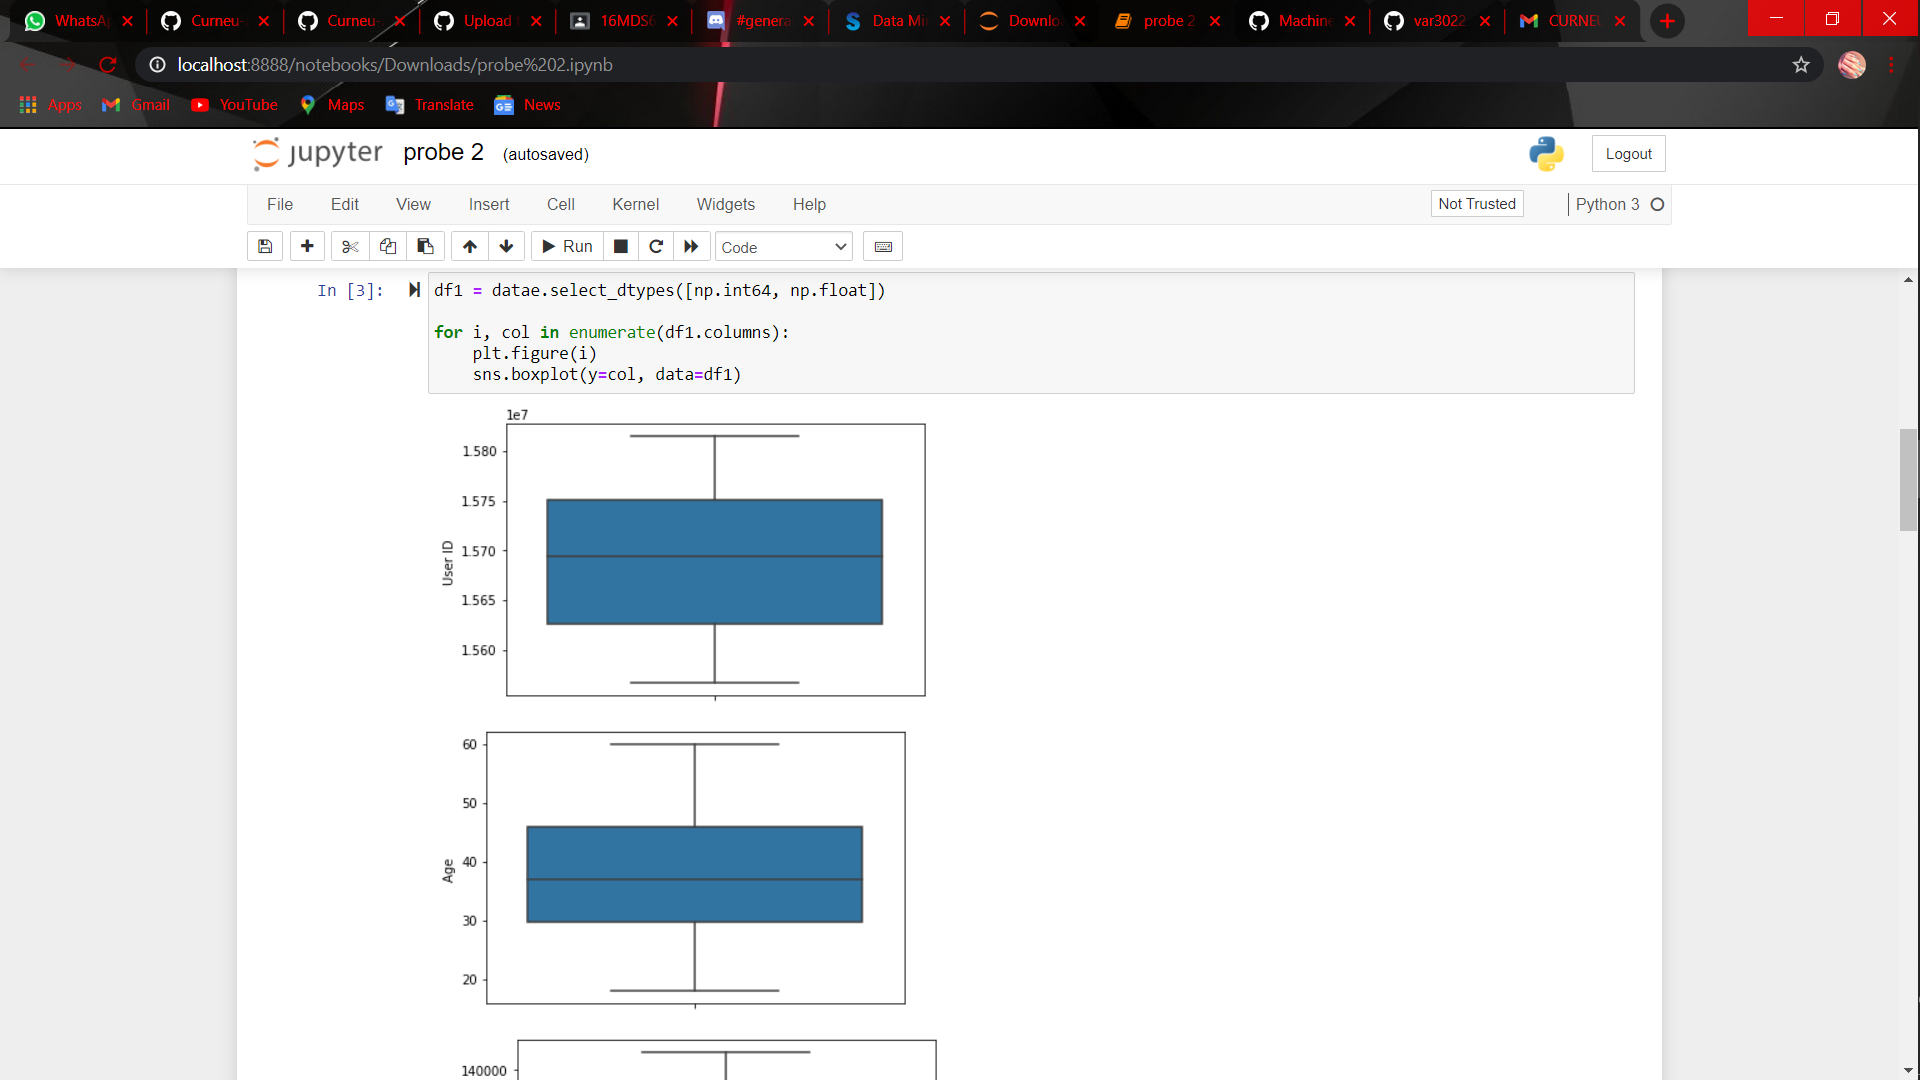 WhatsA
Curneu-
Curneu-
Upload
16MDS6
#genera
Data Mi
Downlo
probe 2
Machine
var3022
CURNEU
localhost:8888/notebooks/Downloads/probe%202.ipynb
Apps Gmail YouTube Maps Translate News
jupyter probe 2 (autosaved) Logout
File Edit View Insert Cell Kernel Widgets Help Not Trusted Python 3
Run Code
In [3]: df1 = datae.select_dtypes([np.int64, np.float])
for i, col in enumerate(df1.columns):
plt.figure(i)
sns.boxplot(y=col, data=df1)
1e7
1.580
1.575
1.570
1.565
1.560
User ID
60
50
40
30
20
Age
140000